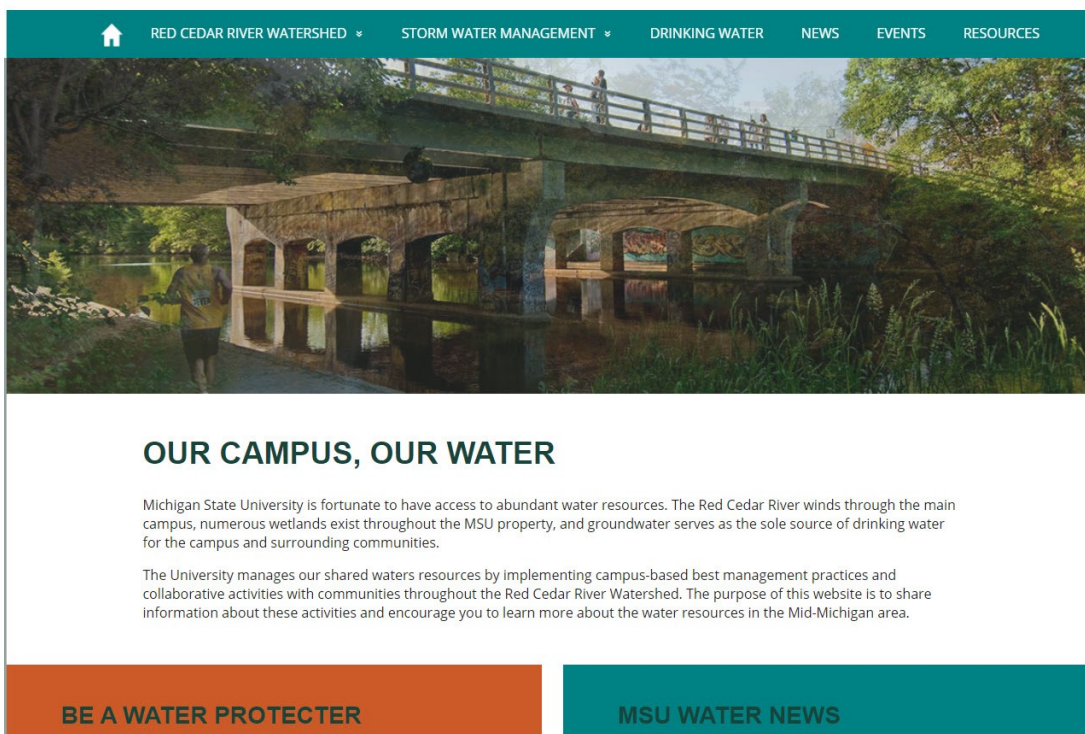 RED CEDAR RIVER WATERSHED STORM WATER MANAGEMENT DRINKING WATER NEWS EVENTS RESOURCES
OUR CAMPUS, OUR WATER
Michigan State University is fortunate to have access to abundant water resources. The Red Cedar River winds through the main
campus, numerous wetlands exist throughout the MSU property, and groundwater serves as the sole source of drinking water
for the campus and surrounding communities.
The University manages our shared waters resources by implementing campus-based best management practices and
collaborative activities with communities throughout the Red Cedar River Watershed. The purpose of this website is to share
information about these activities and encourage you to learn more about the water resources in the Mid-Michigan area.
BE A WATER PROTECTER MSU WATER NEWS